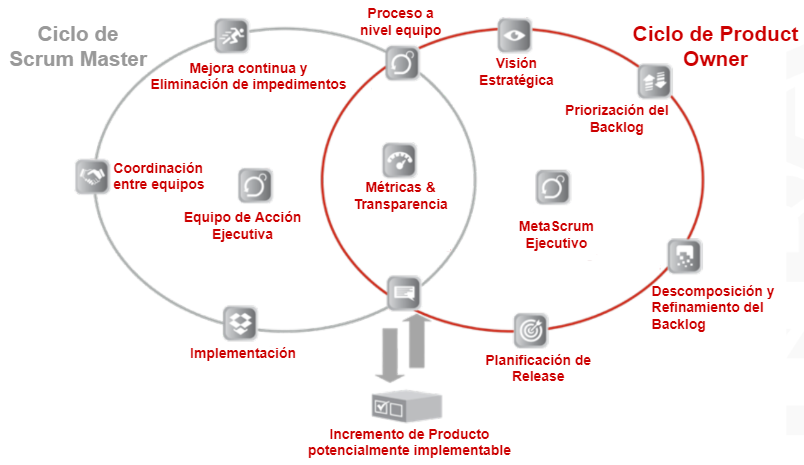 Ciclo de
Scrum Master
Proceso a
nivel equipo
Ciclo de Product
Owner
Mejora continua y
Eliminación de impedimentos
Visión
Estratégica
Priorización del
Backlog
Coordinación
entre equipos
Equipo de Acción
Ejecutiva
Métricas &
Transparencia
MetaScrum
Ejecutivo
Descomposición y
Refinamiento del
Backlog
Implementación
Planificación de
Release
Incremento de Producto
potencialmente implementable